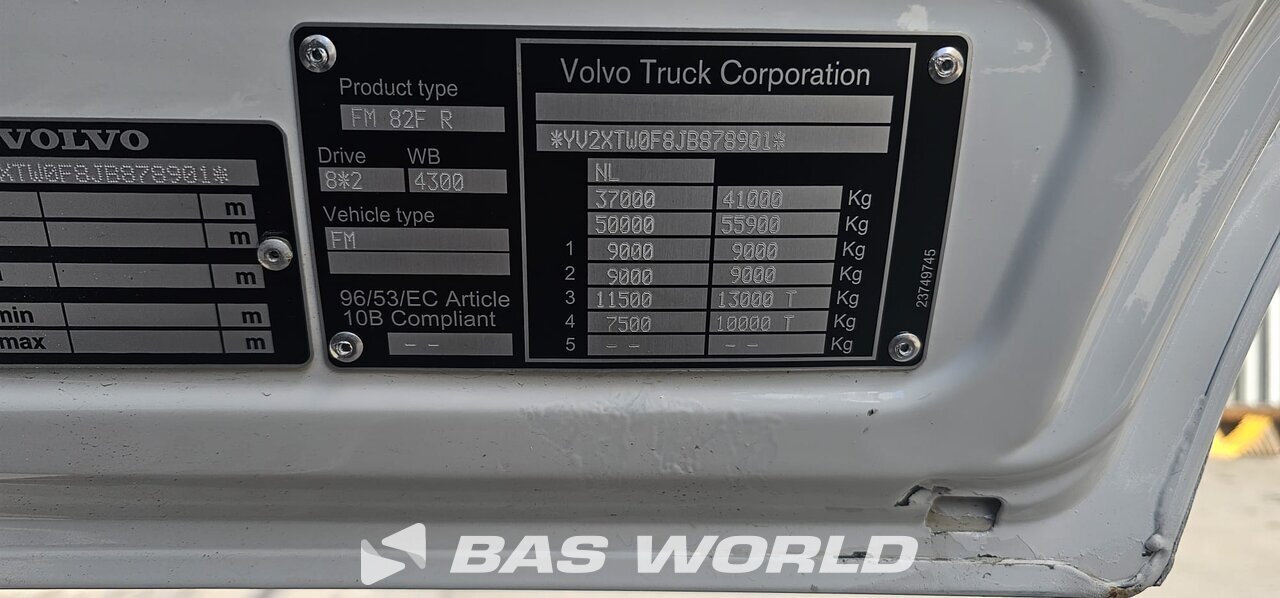 VOLVO
XTW0F8JB878901*
m
m
m
min m
max m
Product type
FM 82F R
Drive WB
8*2 4300
Vehicle type
FM
96/53/EC Article
10B Compliant
- -
Volvo Truck Corporation
*YV2XTW0F8JB878901*
NL
37000 41000 Kg
50000 55900 Kg
1 9000 9000 Kg
2 9000 9000 Kg
3 11500 13000 T Kg
4 7500 10000 T Kg
5 - - - - Kg
23749745
BAS WORLD